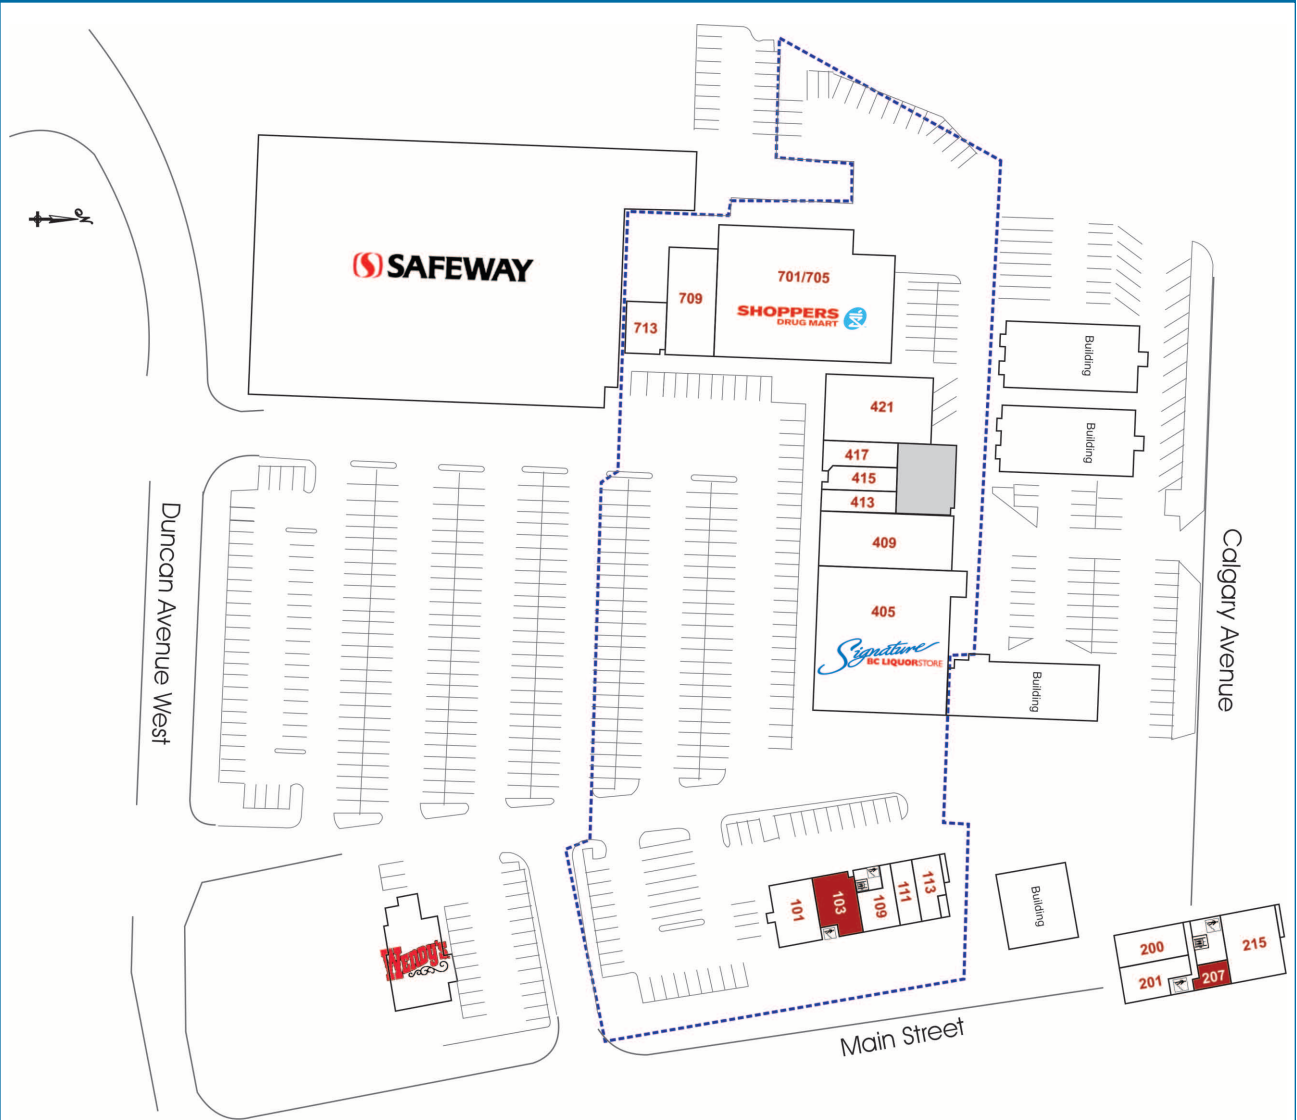 N
SAFEWAY
701/705
709
SHOPPERS
DRUG MART
713
Building
421
Building
417
415
413
409
405
Signature
BC LIQUORSTORE
Building
Duncan Avenue West
Calgary Avenue
101
103
109
111
113
Building
WENDY'S
200
201
207
215
Main Street